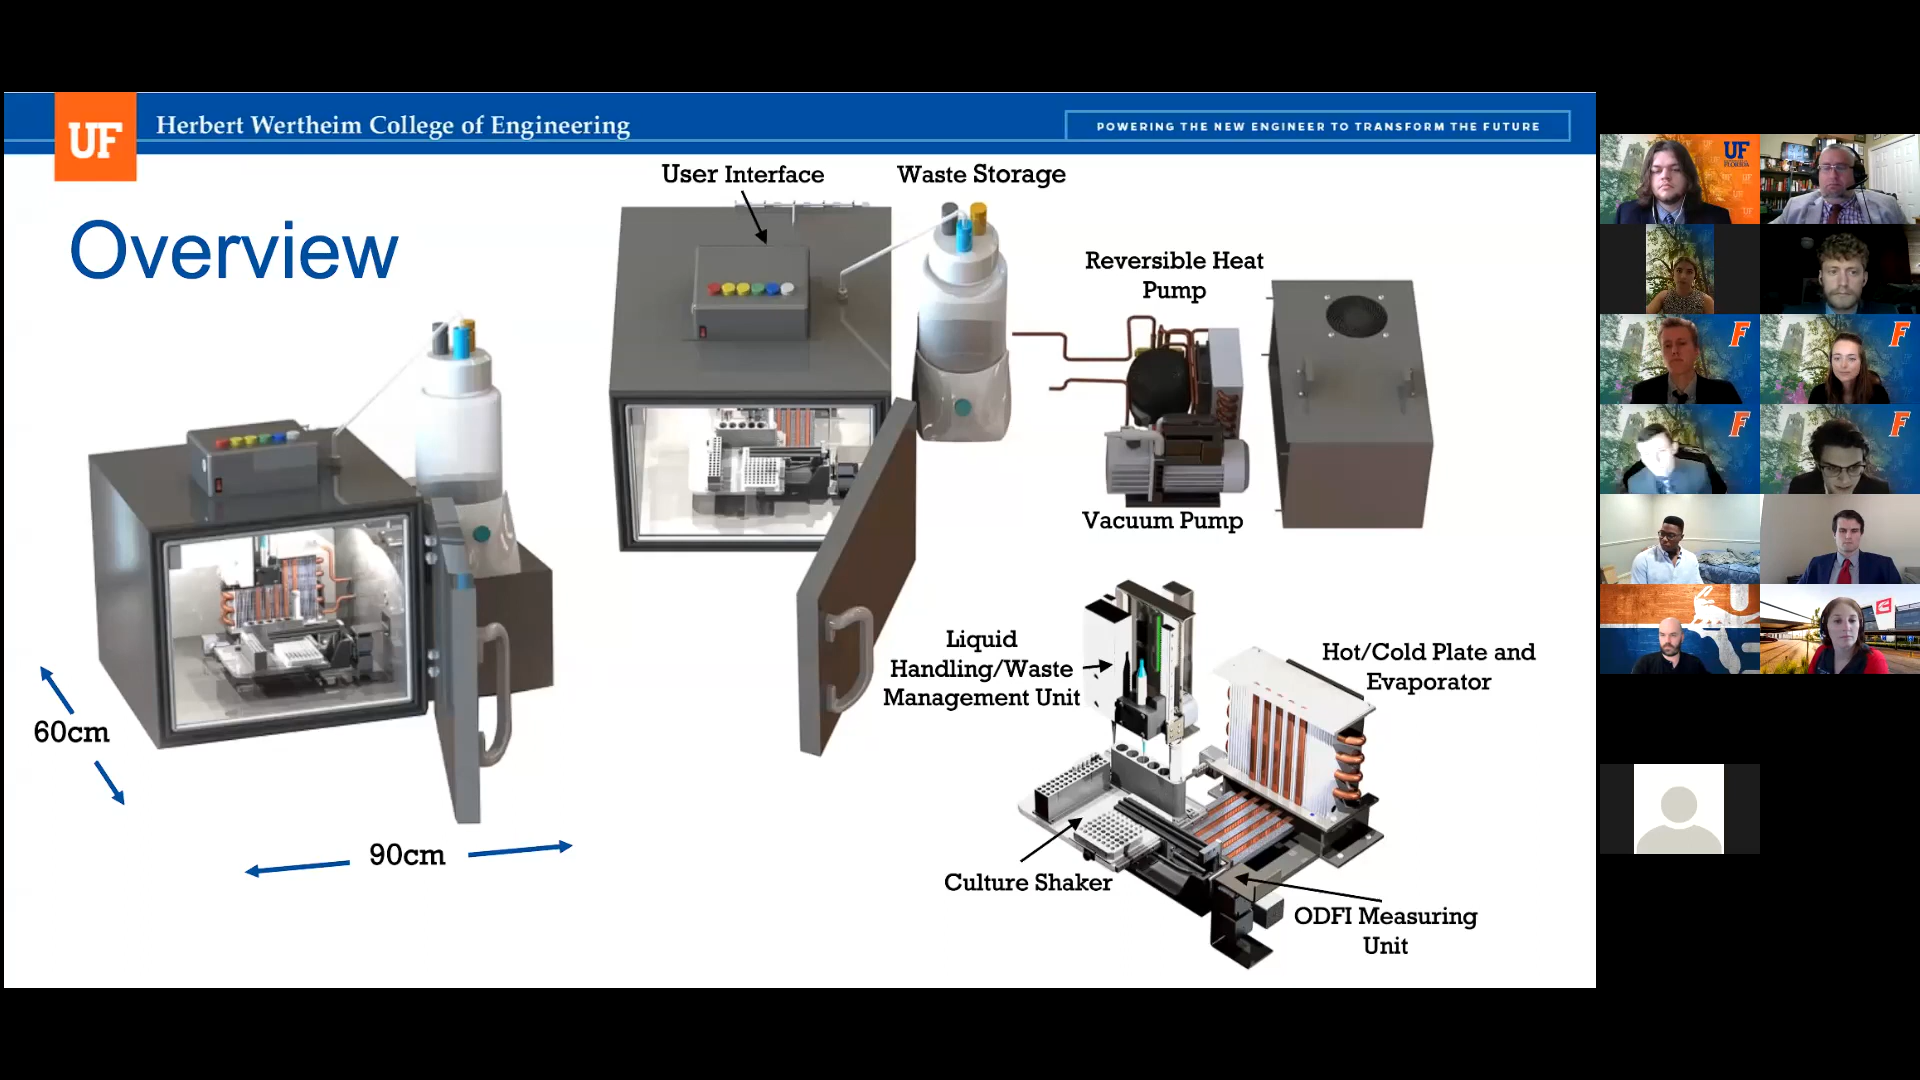 UF
Herbert Wertheim College of Engineering
POWERING THE NEW ENGINEER TO TRANSFORM THE FUTURE
Overview
User Interface
Waste Storage
Reversible Heat
Pump
Vacuum Pump
60cm
90cm
Liquid
Handling/Waste
Management Unit
Hot/Cold Plate and
Evaporator
Culture Shaker
ODFI Measuring
Unit
UF
FLORIDA
F
F
F
F